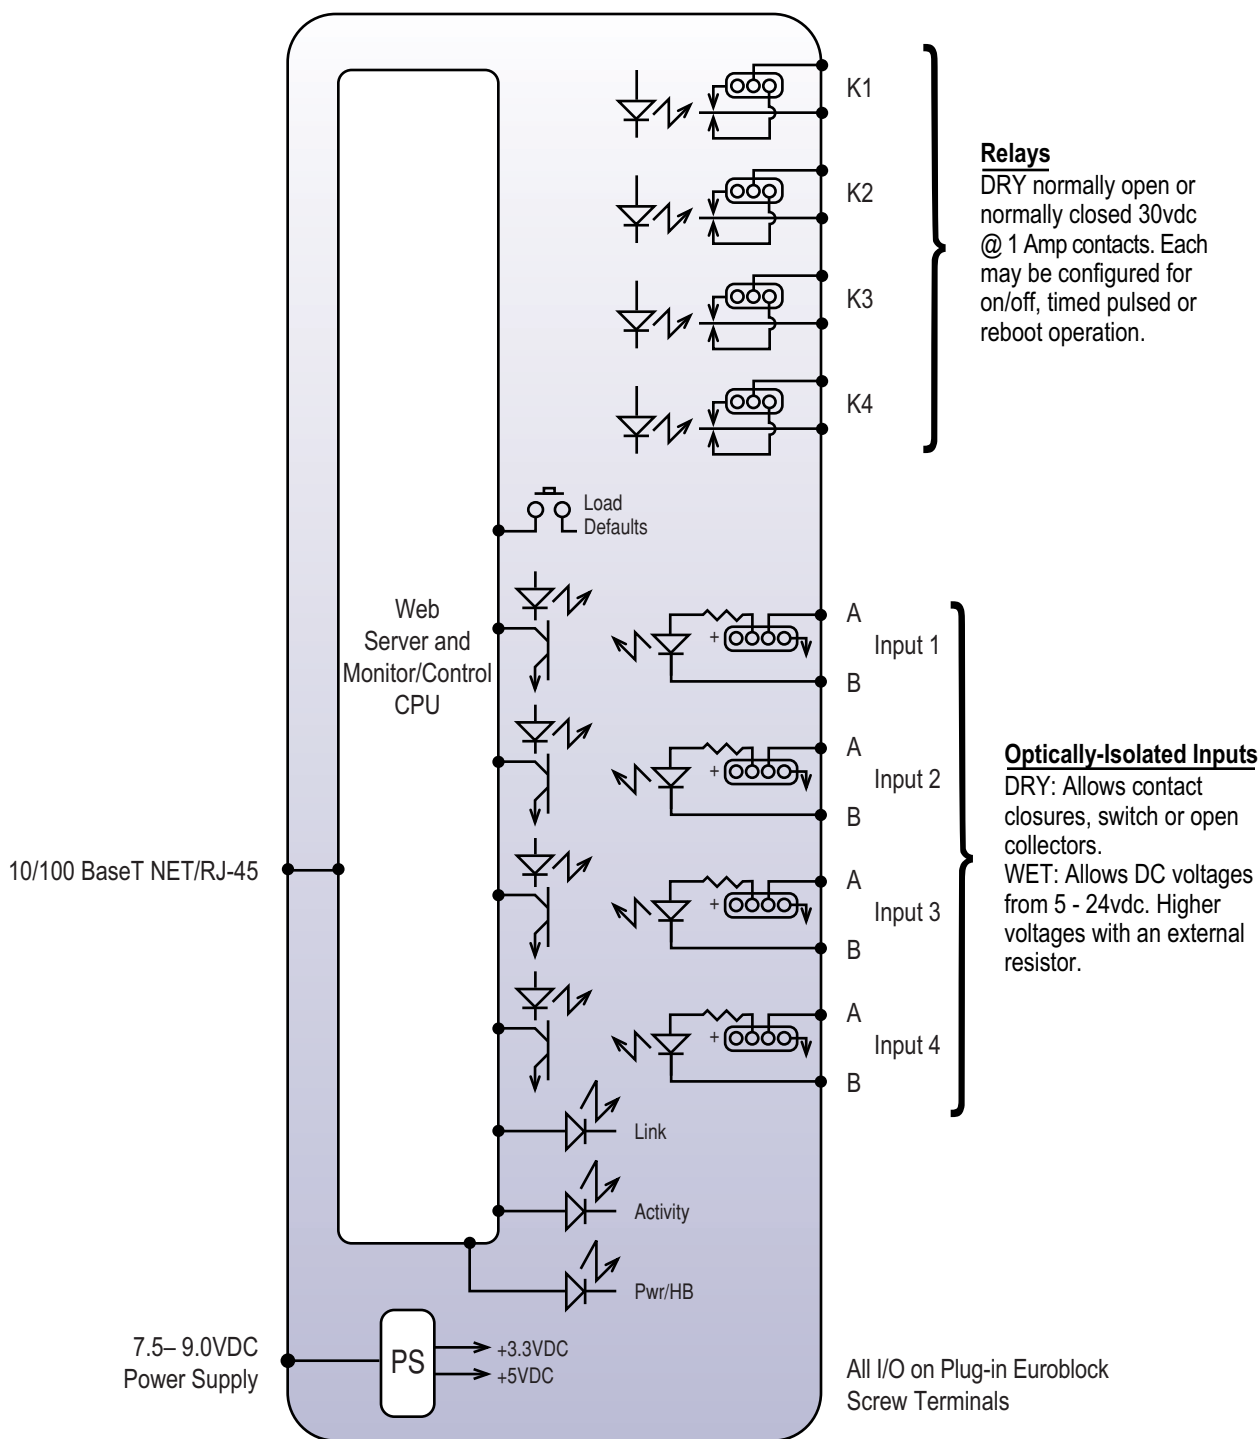 K1
K2
K3
K4
Relays
DRY normally open or
normally closed 30vdc
@ 1 Amp contacts. Each
may be configured for
on/off, timed pulsed or
reboot operation.
Load
Defaults
Web
Server and
Monitor/Control
CPU
+
A
Input 1
B
+
A
Input 2
B
+
A
Input 3
B
+
A
Input 4
B
Optically-Isolated Inputs
DRY: Allows contact
closures, switch or open
collectors.
WET: Allows DC voltages
from 5 - 24vdc. Higher
voltages with an external
resistor.
10/100 BaseT NET/RJ-45
Link
Activity
Pwr/HB
7.5– 9.0VDC
Power Supply
PS
+3.3VDC
+5VDC
All I/O on Plug-in Euroblock
Screw Terminals